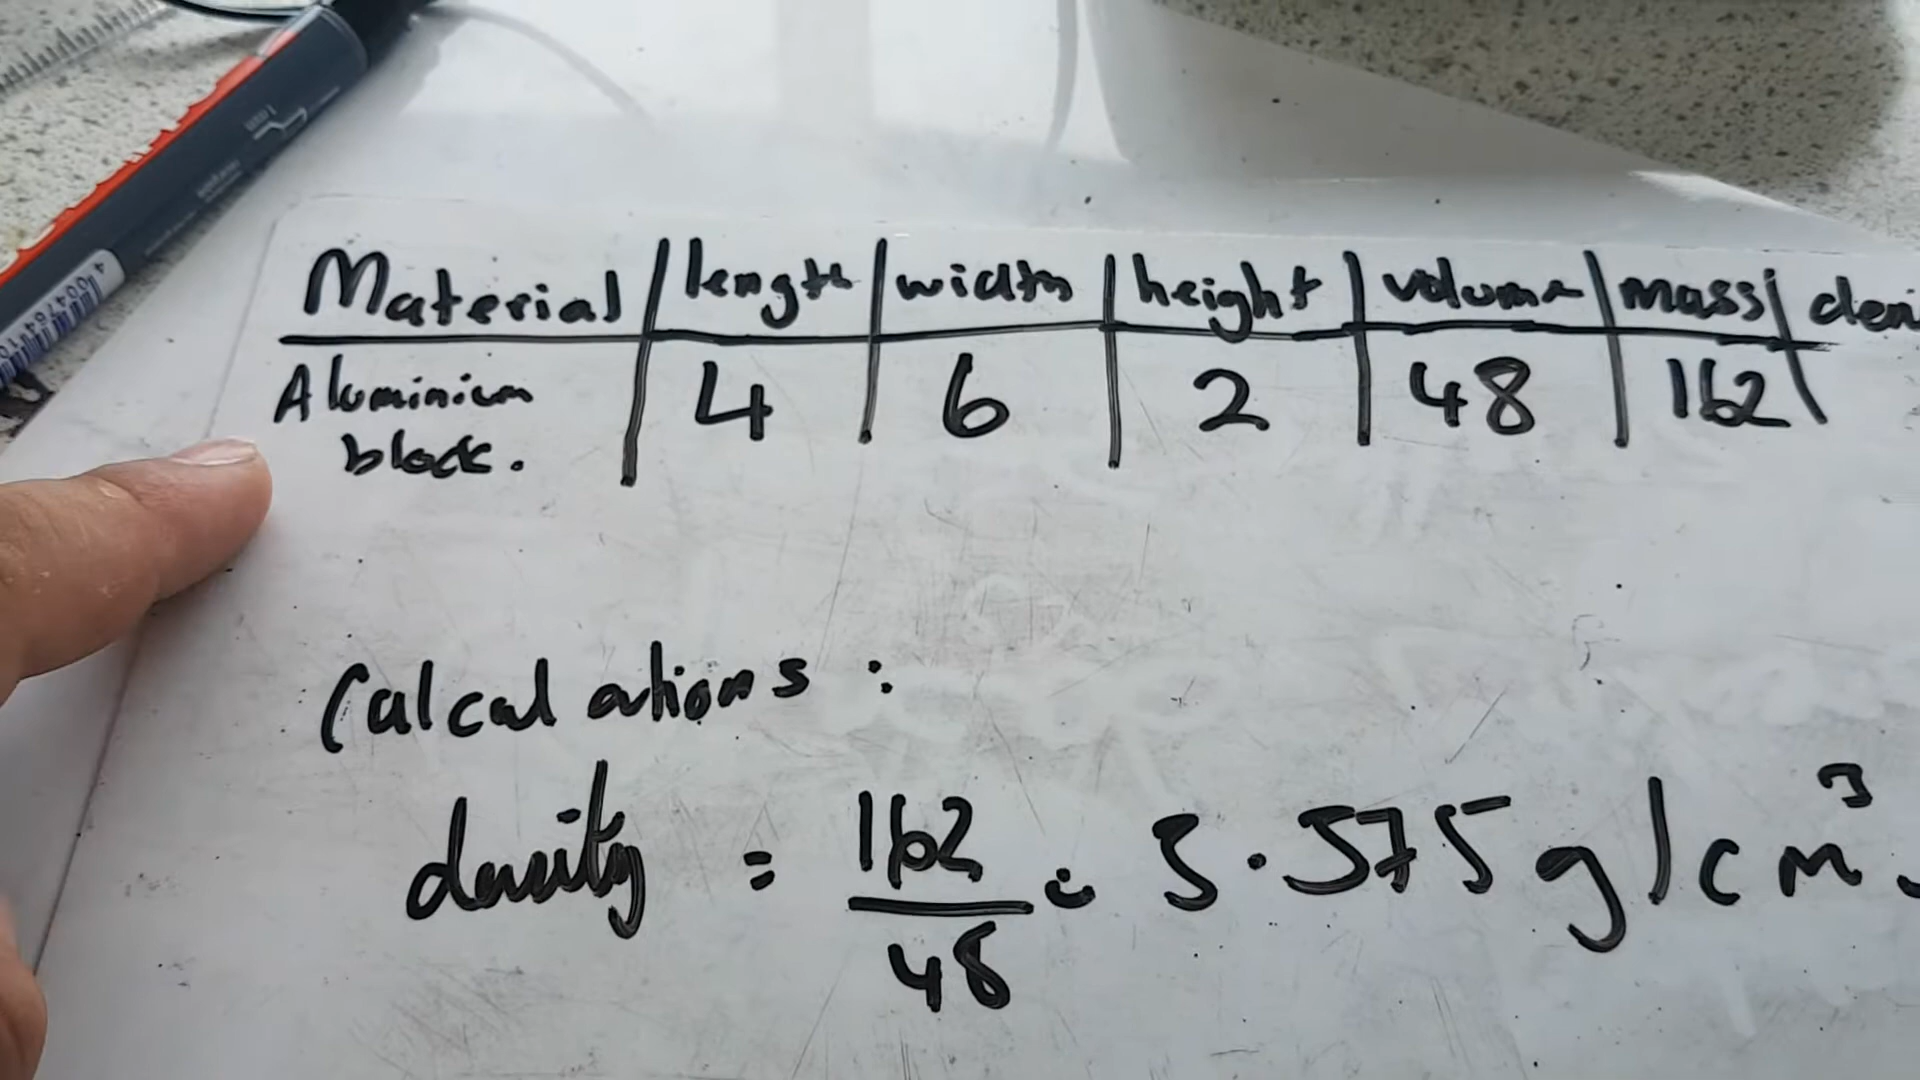 Material length width height volume mass deni
Aluminium 4 6 2 48 162
block.
Calculations :
density = 162 = 3.375 g/cm³.
48